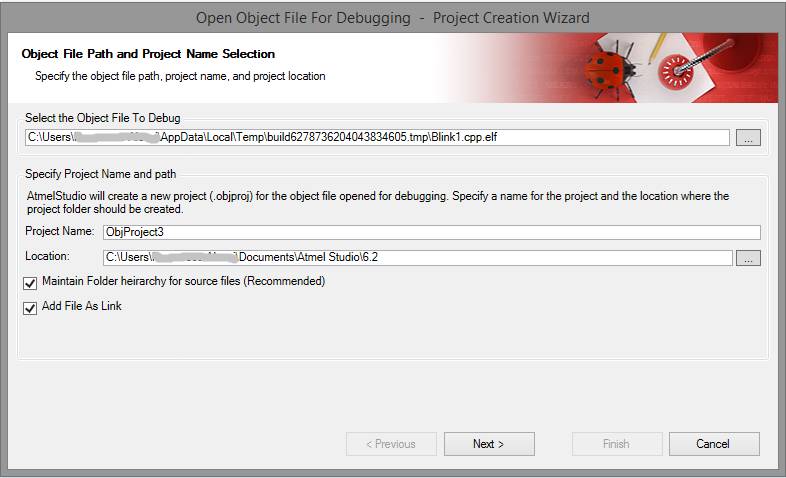 Open Object File For Debugging - Project Creation Wizard
Object File Path and Project Name Selection
Specify the object file path, project name, and project location
Select the Object File To Debug
C:\Users\ \AppData\Local\Temp\build6278736204043834605.tmp\Blink1.cpp.elf
...
Specify Project Name and path
AtmelStudio will create a new project (.objproj) for the object file opened for debugging. Specify a name for the project and the location where the
project folder should be created.
Project Name: ObjProject3
Location: C:\Users\ \Documents\Atmel Studio\6.2
...
Maintain Folder heirarchy for source files (Recommended)
Add File As Link
< Previous
Next >
Finish
Cancel